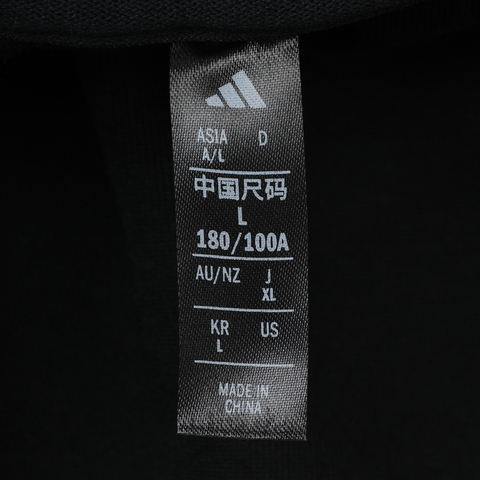 ASIA D
A/L
中国尺码
L
180/100A
AU/NZ J
XL
KR US
L
MADE IN
CHINA